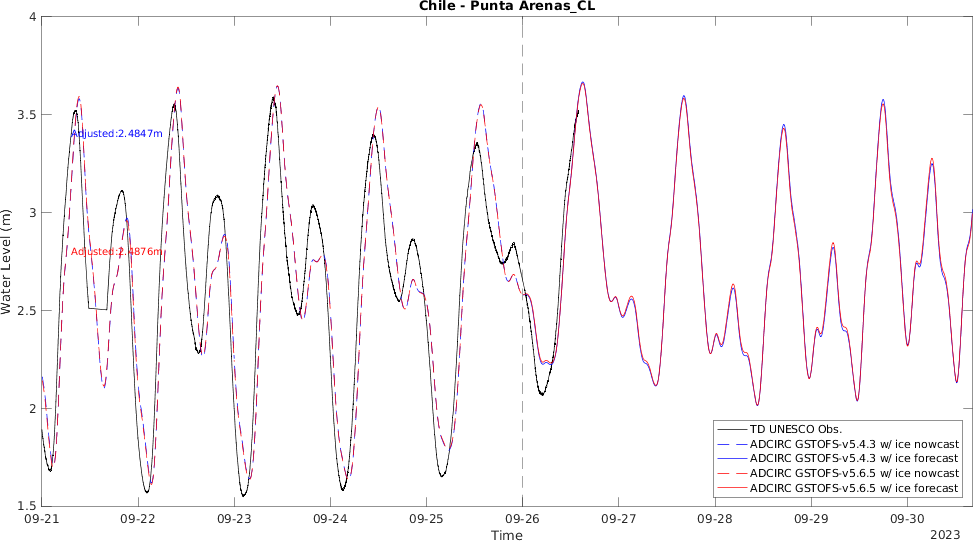 Chile - Punta Arenas_CL
Water Level (m)
4
3.5
3
2.5
2
1.5
Adjusted:2.4847m
Adjusted:2.4876m
TD UNESCO Obs.
ADCIRC GSTOFS-v5.4.3 w/ ice nowcast
ADCIRC GSTOFS-v5.4.3 w/ ice forecast
ADCIRC GSTOFS-v5.6.5 w/ ice nowcast
ADCIRC GSTOFS-v5.6.5 w/ ice forecast
09-21 09-22 09-23 09-24 09-25 09-26 09-27 09-28 09-29 09-30
Time
2023